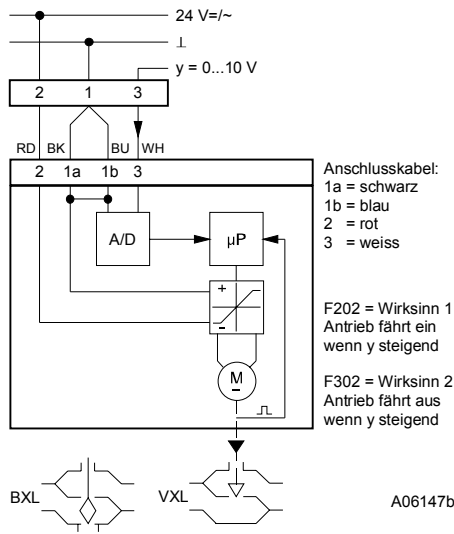 24 V=/~
⊥
y = 0...10 V
2 1 3
RD BK BU WH
2 1a 1b 3
Anschlusskabel:
1a = schwarz
1b = blau
2 = rot
3 = weiss
A/D
µP
+
–
M
F202 = Wirksinn 1
Antrieb fährt ein
wenn y steigend
F302 = Wirksinn 2
Antrieb fährt aus
wenn y steigend
BXL
VXL
A06147b